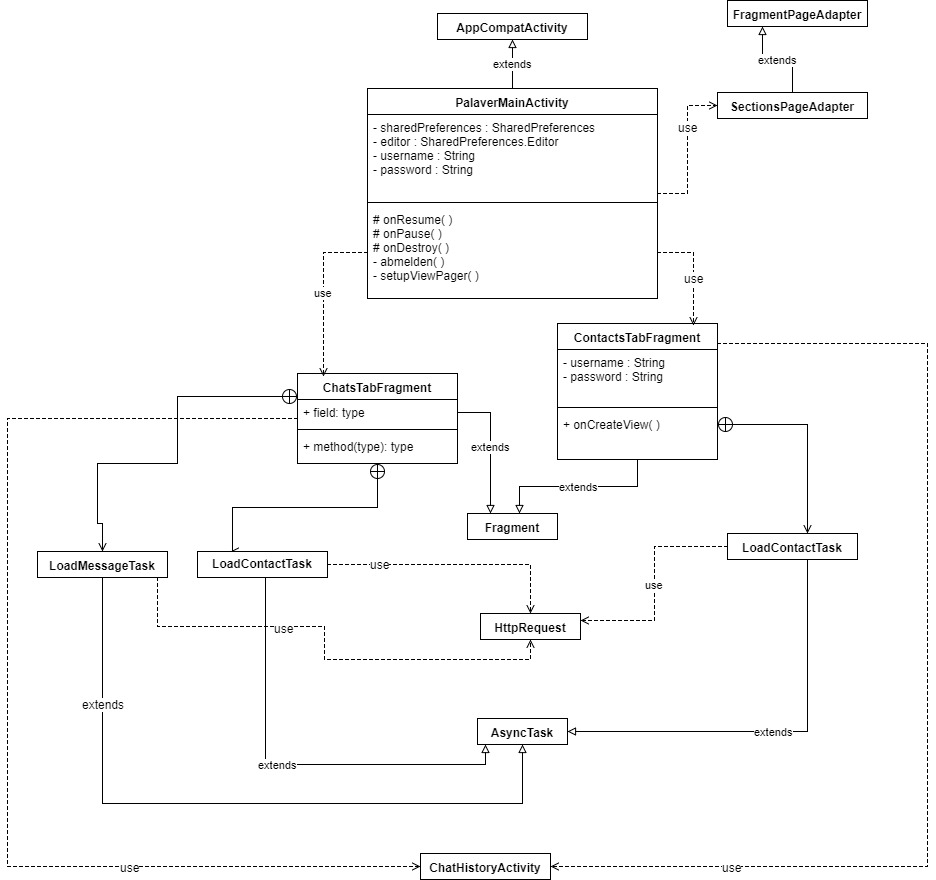 FragmentPageAdapter
AppCompatActivity
extends
extends
PalaverMainActivity
SectionsPageAdapter
- sharedPreferences : SharedPreferences
- editor : SharedPreferences.Editor
- username : String
- password : String
use
# onResume( )
# onPause( )
# onDestroy( )
- abmelden( )
- setupViewPager( )
use
use
ContactsTabFragment
- username : String
- password : String
+ onCreateView( )
ChatsTabFragment
+ field: type
+ method(type): type
extends
extends
Fragment
LoadMessageTask
LoadContactTask
LoadContactTask
use
use
use
HttpRequest
extends
AsyncTask
extends
extends
use
ChatHistoryActivity
use